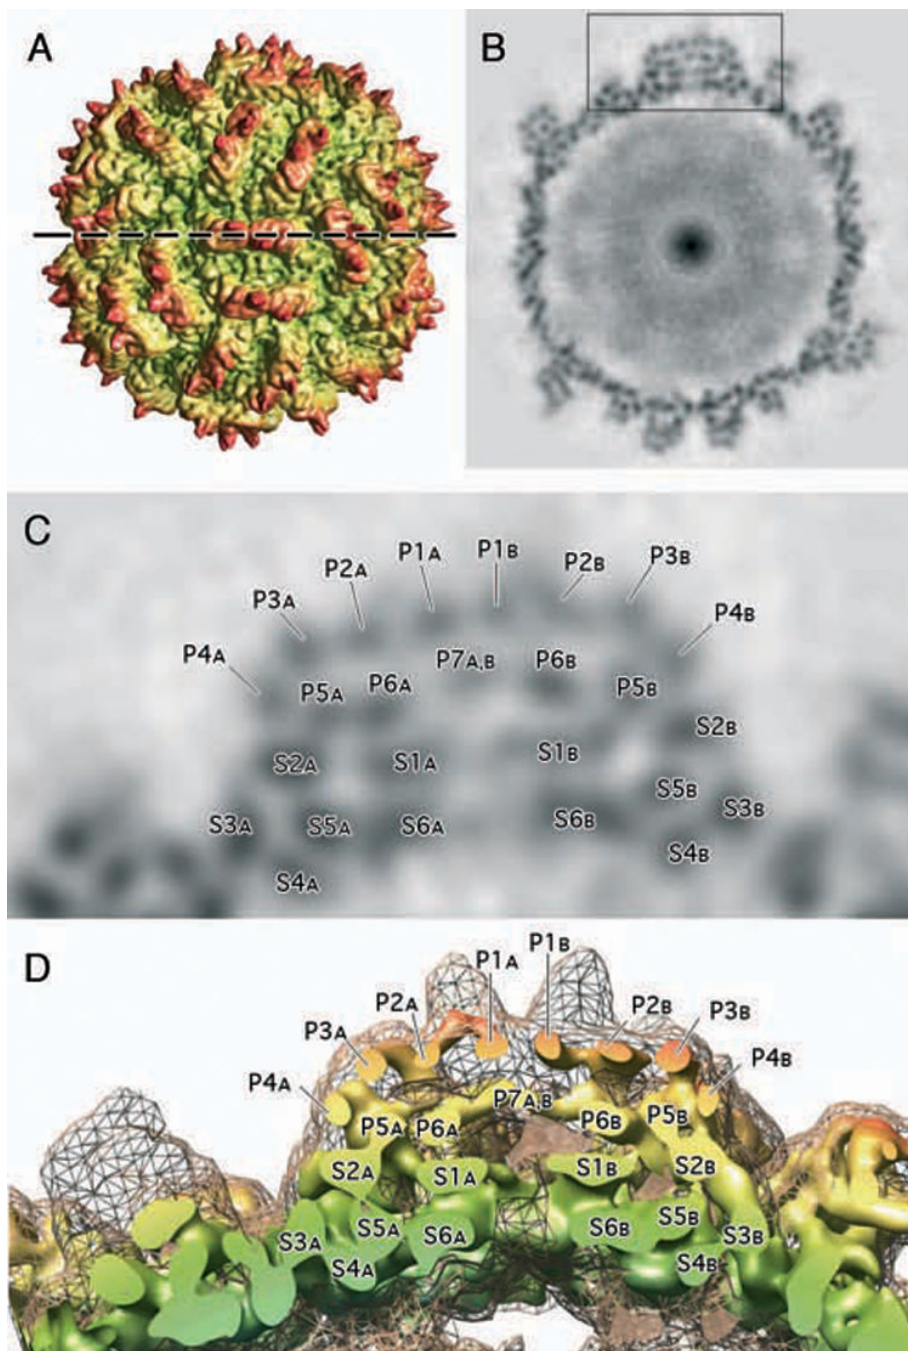 A
B
C
P1A P1B P2B P3B
P2A
P3A
P4B
P4A P7A,B P6B
P5A P6A P5B
S2B
S2A S1A S1B
S5B
S3A S5A S6A S6B S3B
S4A S4B
D
P1B
P1A
P2A P2B P3B
P3A
P4A P4B
P7A,B
P5A P6A P6B P5B
S2A S1A S1B S2B
S3A S5A S6A S6B S5B S3B
S4A S4B